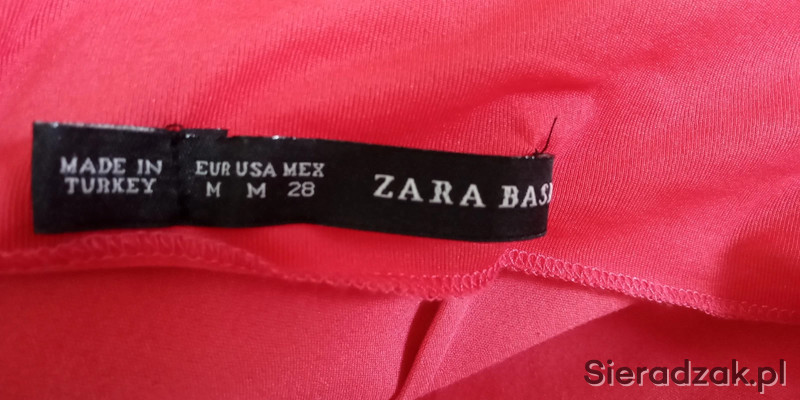 MADE IN
TURKEY
EUR USA MEX
M M 28
ZARA BAS
Sieradzak.pl